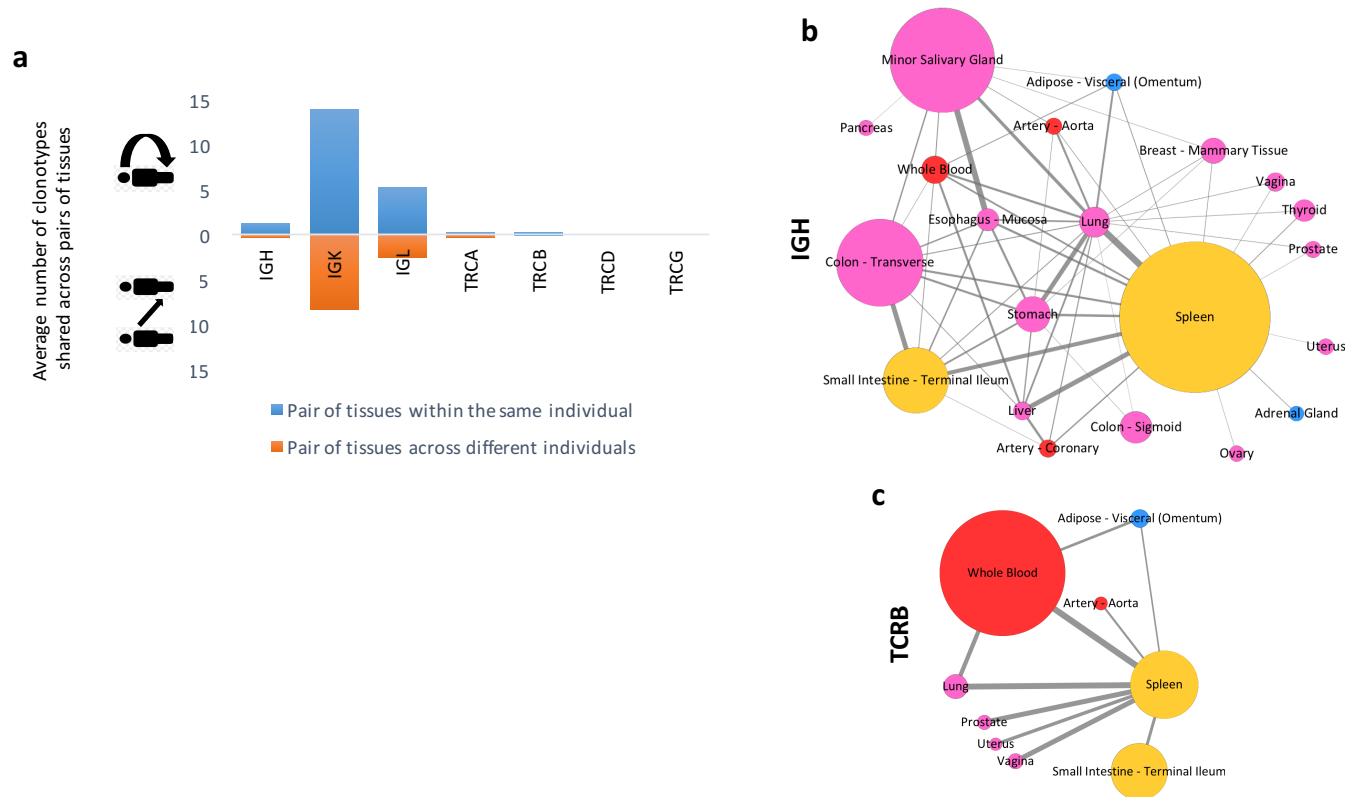 a
Average number of clonotypes
shared across pairs of tissues
15
10
5
0
5
10
15
IGH
IGK
IGL
TRCA
TRCB
TRCD
TRCG
Pair of tissues within the same individual
Pair of tissues across different individuals
b
IGH
Minor Salivary Gland
Adipose - Visceral (Omentum)
Pancreas
Artery - Aorta
Breast - Mammary Tissue
Whole Blood
Vagina
Esophagus - Mucosa
Lung
Thyroid
Prostate
Colon - Transverse
Stomach
Spleen
Uterus
Small Intestine - Terminal Ileum
Liver
Adrenal Gland
Colon - Sigmoid
Artery - Coronary
Ovary
c
TCRB
Adipose - Visceral (Omentum)
Whole Blood
Artery - Aorta
Lung
Spleen
Prostate
Uterus
Vagina
Small Intestine - Terminal Ileum